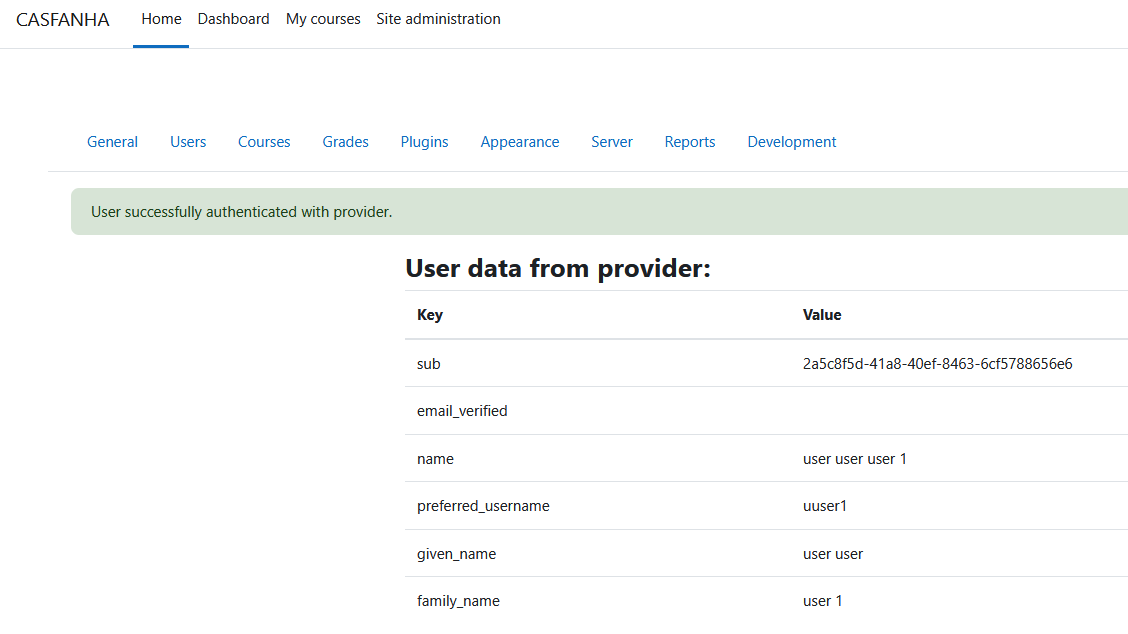 CASFANHA Home Dashboard My courses Site administration
General Users Courses Grades Plugins Appearance Server Reports Development
User successfully authenticated with provider.
User data from provider:
Key Value
sub 2a5c8f5d-41a8-40ef-8463-6cf5788656e6
email_verified
name user user user 1
preferred_username uuser1
given_name user user
family_name user 1